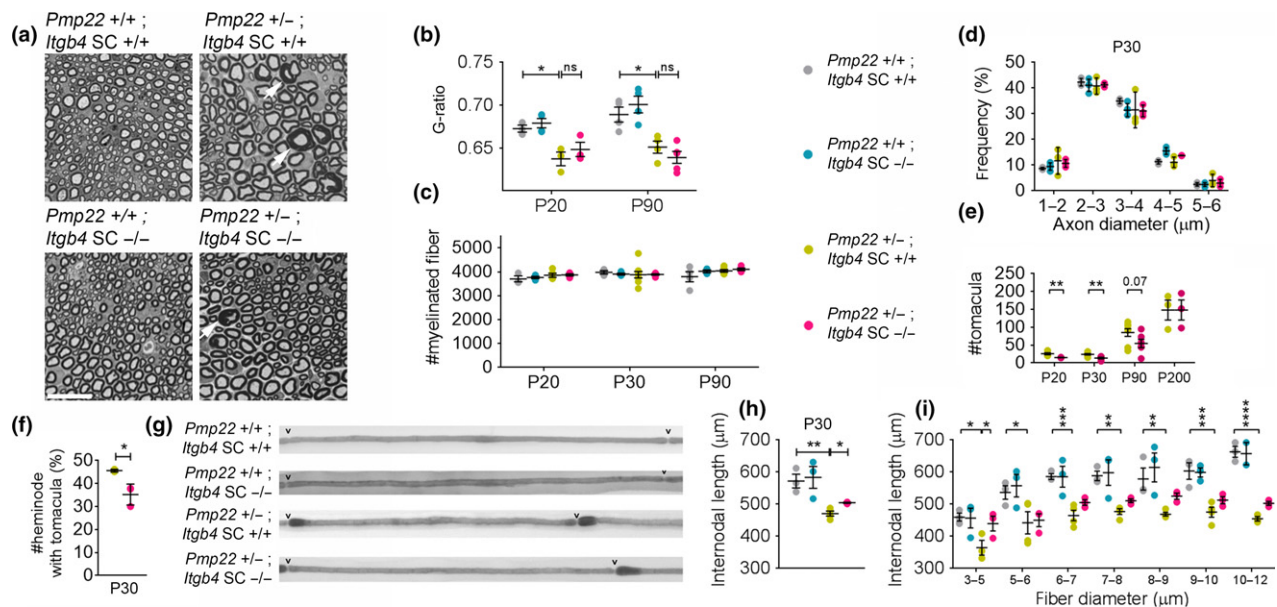 (a)
Pmp22 +/+ ;
Itgb4 SC +/+
Pmp22 +/− ;
Itgb4 SC +/+
Pmp22 +/+ ;
Itgb4 SC −/−
Pmp22 +/− ;
Itgb4 SC −/−
(b)
G-ratio
0.75
0.70
0.65
* ns * ns
P20 P90
(c)
#myelinated fiber
5000
4000
3000
2000
1000
0
P20 P30 P90
Pmp22 +/+ ;
Itgb4 SC +/+
Pmp22 +/+ ;
Itgb4 SC −/−
Pmp22 +/− ;
Itgb4 SC +/+
Pmp22 +/− ;
Itgb4 SC −/−
(d)
P30
Frequency (%)
50
40
30
20
10
0
1–2 2–3 3–4 4–5 5–6
Axon diameter (μm)
(e)
#tomacula
250
200
150
100
50
0
** ** 0.07
P20 P30 P90 P200
(f)
#heminode
with tomacula (%)
50
40
30
20
10
0
*
P30
(g)
Pmp22 +/+ ;
Itgb4 SC +/+
Pmp22 +/+ ;
Itgb4 SC −/−
Pmp22 +/− ;
Itgb4 SC +/+
Pmp22 +/− ;
Itgb4 SC −/−
(h)
P30
Internodal length (μm)
700
600
500
400
300
** *
(i)
Internodal length (μm)
700
600
500
400
300
* * * *** ** ** *** ****
3–5 5–6 6–7 7–8 8–9 9–10 10–12
Fiber diameter (μm)